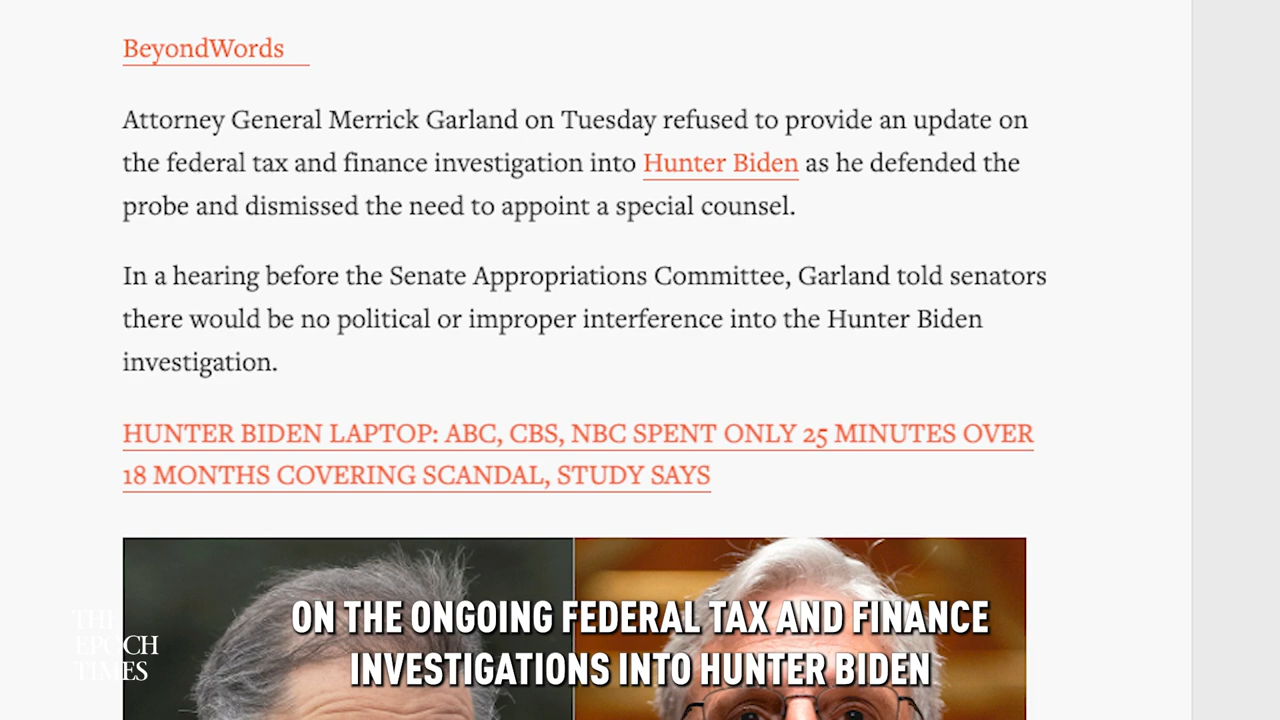 BeyondWords
Attorney General Merrick Garland on Tuesday refused to provide an update on
the federal tax and finance investigation into Hunter Biden as he defended the
probe and dismissed the need to appoint a special counsel.
In a hearing before the Senate Appropriations Committee, Garland told senators
there would be no political or improper interference into the Hunter Biden
investigation.
HUNTER BIDEN LAPTOP: ABC, CBS, NBC SPENT ONLY 25 MINUTES OVER
18 MONTHS COVERING SCANDAL, STUDY SAYS
ON THE ONGOING FEDERAL TAX AND FINANCE
INVESTIGATIONS INTO HUNTER BIDEN
THE
EPOCH
TIMES